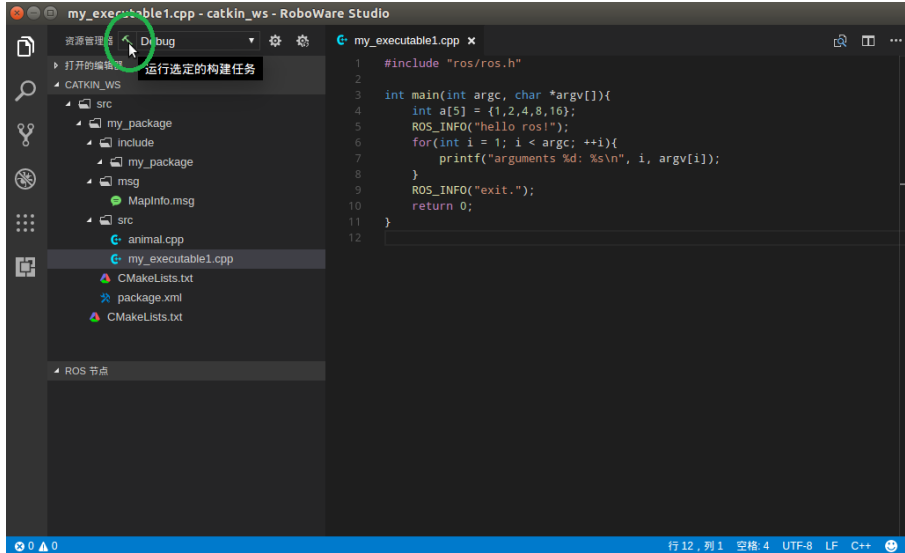 my_executable1.cpp - catkin_ws - RoboWare Studio
资源管理器 Debug
my_executable1.cpp
运行选定的构建任务
打开的编辑器
CATKIN_WS
src
my_package
include
my_package
msg
MapInfo.msg
src
animal.cpp
my_executable1.cpp
CMakeLists.txt
package.xml
CMakeLists.txt
ROS 节点
1 #include "ros/ros.h"
2
3 int main(int argc, char *argv[]){
4 int a[5] = {1,2,4,8,16};
5 ROS_INFO("hello ros!");
6 for(int i = 1; i < argc; ++i){
7 printf("arguments %d: %s\n", i, argv[i]);
8 }
9 ROS_INFO("exit.");
10 return 0;
11 }
12
0 0
行 12，列 1 空格: 4 UTF-8 LF C++